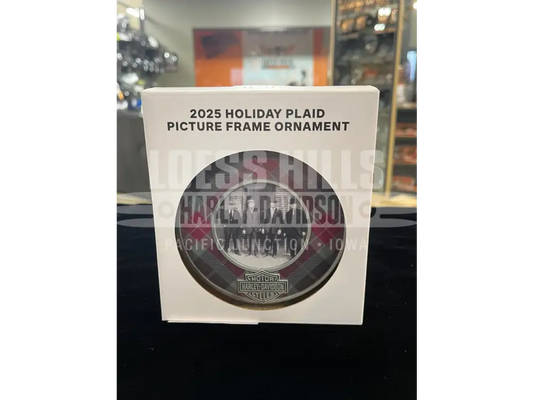 2025 HOLIDAY PLAID
PICTURE FRAME ORNAMENT
LOESS HILLS
HARLEY-DAVIDSON
PACIFIC JUNCTION • IOWA
MOTOR
HARLEY-DAVIDSON
CYCLES